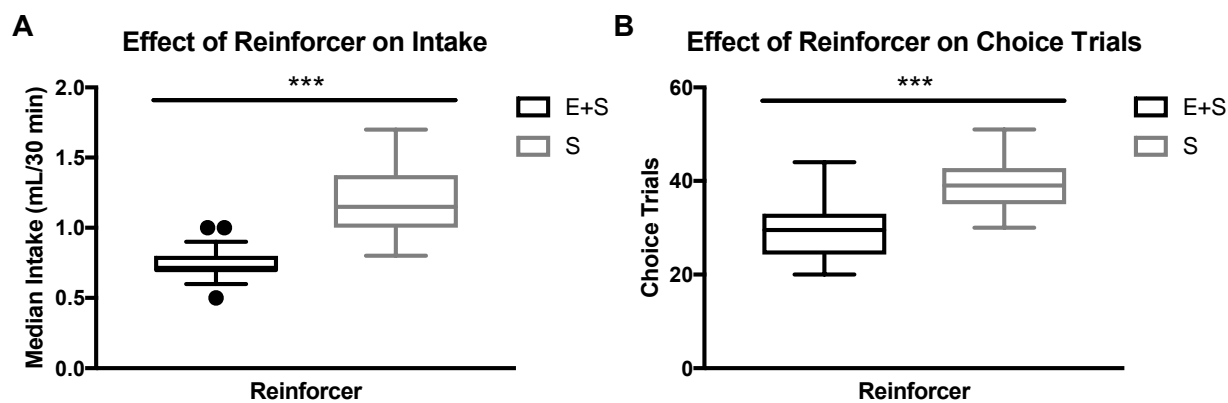 A
Effect of Reinforcer on Intake
Median Intake (mL/30 min)
2.0
1.5
1.0
0.5
0.0
***
E+S
S
Reinforcer
B
Effect of Reinforcer on Choice Trials
Choice Trials
60
40
20
0
***
E+S
S
Reinforcer